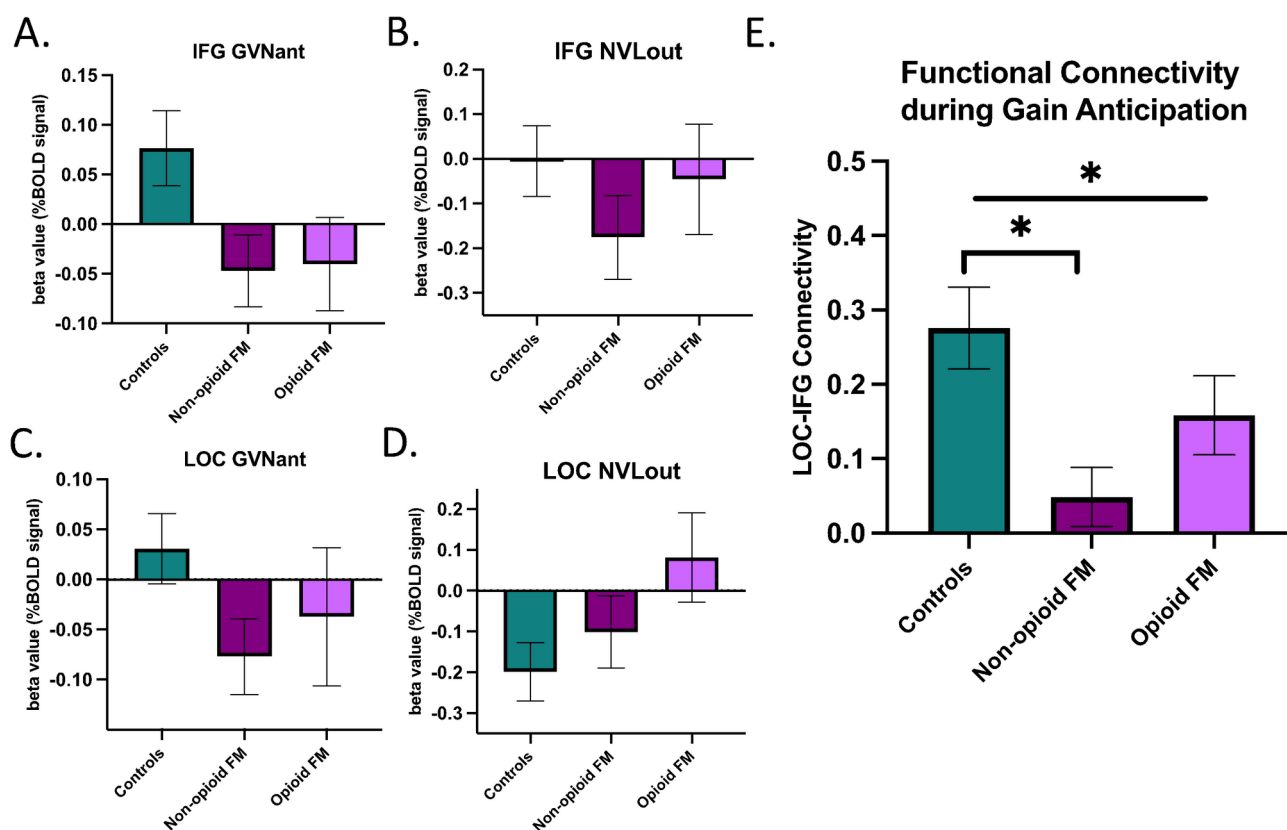 A.
IFG GVNant
beta value (%BOLD signal)
0.15
0.10
0.05
0.00
-0.05
-0.10
Controls
Non-opioid FM
Opioid FM
B.
IFG NVLout
beta value (%BOLD signal)
0.2
0.1
0.0
-0.1
-0.2
-0.3
Controls
Non-opioid FM
Opioid FM
C.
LOC GVNant
beta value (%BOLD signal)
0.10
0.05
0.00
-0.05
-0.10
Controls
Non-opioid FM
Opioid FM
D.
LOC NVLout
beta value (%BOLD signal)
0.2
0.1
0.0
-0.1
-0.2
-0.3
Controls
Non-opioid FM
Opioid FM
E.
Functional Connectivity
during Gain Anticipation
LOC-IFG Connectivity
0.5
0.4
0.3
0.2
0.1
0.0
*
*
Controls
Non-opioid FM
Opioid FM